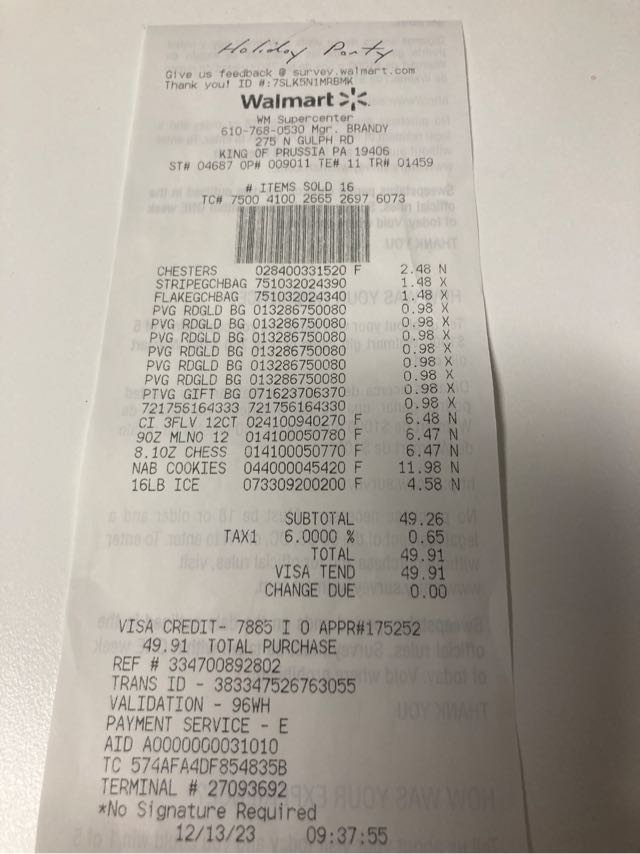 Holiday Party
Give us feedback @ survey.walmart.com
Thank you! ID #:7SLK5N1MRBMK
Walmart
WM Supercenter
610-768-0530 Mgr. BRANDY
275 N GULPH RD
KING OF PRUSSIA PA 19406
ST# 04687 OP# 009011 TE# 11 TR# 01459
# ITEMS SOLD 16
TC# 7500 4100 2665 2697 6073
CHESTERS 028400331520 F 2.48 N
STRIPEGCHBAG 751032024390 1.48 X
FLAKEGCHBAG 751032024340 1.48 X
PVG RDGLD BG 013286750080 0.98 X
PVG RDGLD BG 013286750080 0.98 X
PVG RDGLD BG 013286750080 0.98 X
PVG RDGLD BG 013286750080 0.98 X
PVG RDGLD BG 013286750080 0.98 X
PVG RDGLD BG 013286750080 0.98 X
PTVG GIFT BG 071623706370 0.98 X
721756164333 721756164330 0.98 X
CI 3FLV 12CT 024100940270 F 6.48 N
90Z MLNO 12 014100050780 F 6.47 N
8.10Z CHESS 014100050770 F 6.47 N
NAB COOKIES 044000045420 F 11.98 N
16LB ICE 073309200200 F 4.58 N
SUBTOTAL 49.26
TAX1 6.0000 % 0.65
TOTAL 49.91
VISA TEND 49.91
CHANGE DUE 0.00
VISA CREDIT- 7885 I 0 APPR#175252
49.91 TOTAL PURCHASE
REF # 334700892802
TRANS ID - 383347526763055
VALIDATION - 96WH
PAYMENT SERVICE - E
AID A0000000031010
TC 574AFA4DF854835B
TERMINAL # 27093692
*No Signature Required
12/13/23 09:37:55